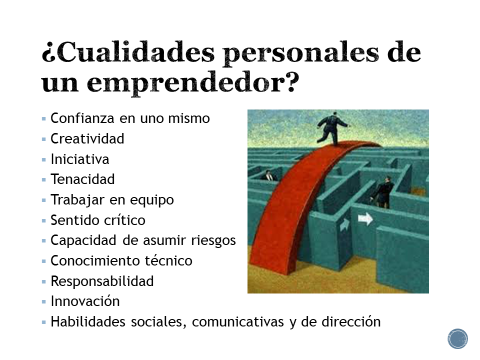 ¿Cualidades personales de
un emprendedor?
Confianza en uno mismo
Creatividad
Iniciativa
Tenacidad
Trabajar en equipo
Sentido crítico
Capacidad de asumir riesgos
Conocimiento técnico
Responsabilidad
Innovación
Habilidades sociales, comunicativas y de dirección